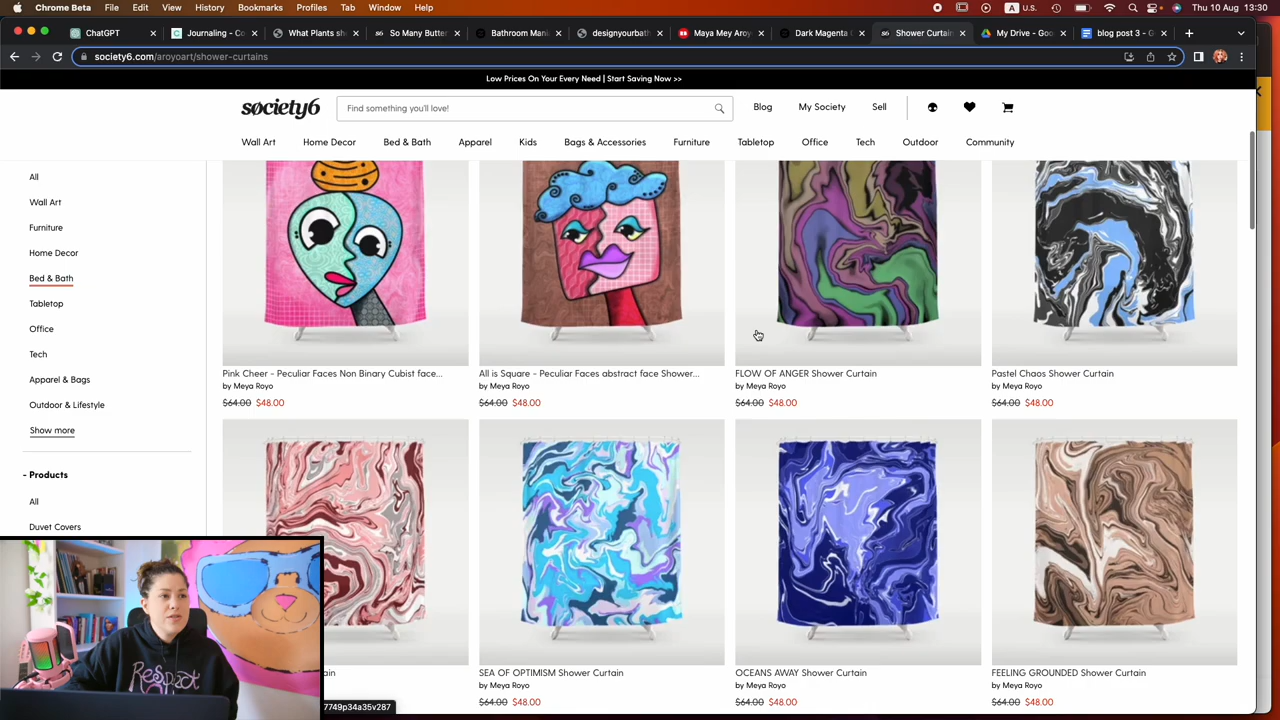 Chrome Beta File Edit View History Bookmarks Profiles Tab Window Help
A U.S. Thu 10 Aug 13:30
ChatGPT
Journaling - C
What Plants sh
So Many Butter
Bathroom Mani
designyourbath
Maya Mey Aro
Dark Magenta
Shower Curtain
My Drive - Goo
blog post 3 - G
society6.com/aroyoart/shower-curtains
Low Prices On Your Every Need | Start Saving Now >>
society6
Find something you'll love!
Blog My Society Sell
Wall Art Home Decor Bed & Bath Apparel Kids Bags & Accessories Furniture Tabletop Office Tech Outdoor Community
All
Wall Art
Furniture
Home Decor
Bed & Bath
Tabletop
Office
Tech
Apparel & Bags
Outdoor & Lifestyle
Show more
- Products
All
Duvet Covers
Pink Cheer - Peculiar Faces Non Binary Cubist face...
by Meya Royo
$64.00 $48.00
All is Square - Peculiar Faces abstract face Shower...
by Meya Royo
$64.00 $48.00
FLOW OF ANGER Shower Curtain
by Meya Royo
$64.00 $48.00
Pastel Chaos Shower Curtain
by Meya Royo
$64.00 $48.00
ain
SEA OF OPTIMISM Shower Curtain
by Meya Royo
$64.00 $48.00
OCEANS AWAY Shower Curtain
by Meya Royo
$64.00 $48.00
FEELING GROUNDED Shower Curtain
by Meya Royo
$64.00 $48.00
7749p34a35v287
Respect